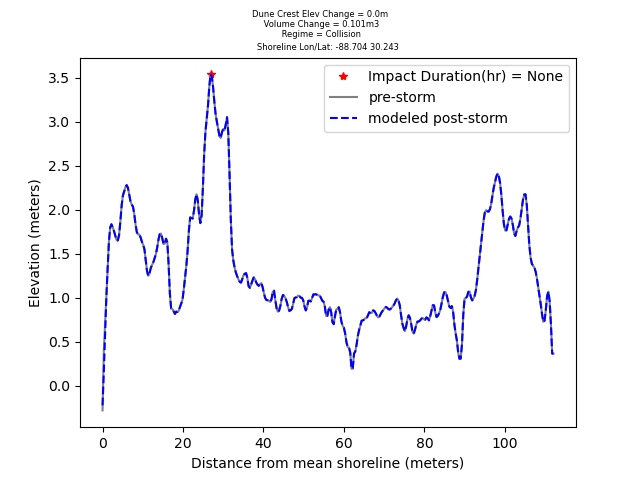 Dune Crest Elev Change = 0.0m
Volume Change = 0.101m3
Regime = Collision
Shoreline Lon/Lat: -88.704 30.243
Impact Duration(hr) = None
pre-storm
modeled post-storm
Elevation (meters)
3.5
3.0
2.5
2.0
1.5
1.0
0.5
0.0
0 20 40 60 80 100
Distance from mean shoreline (meters)